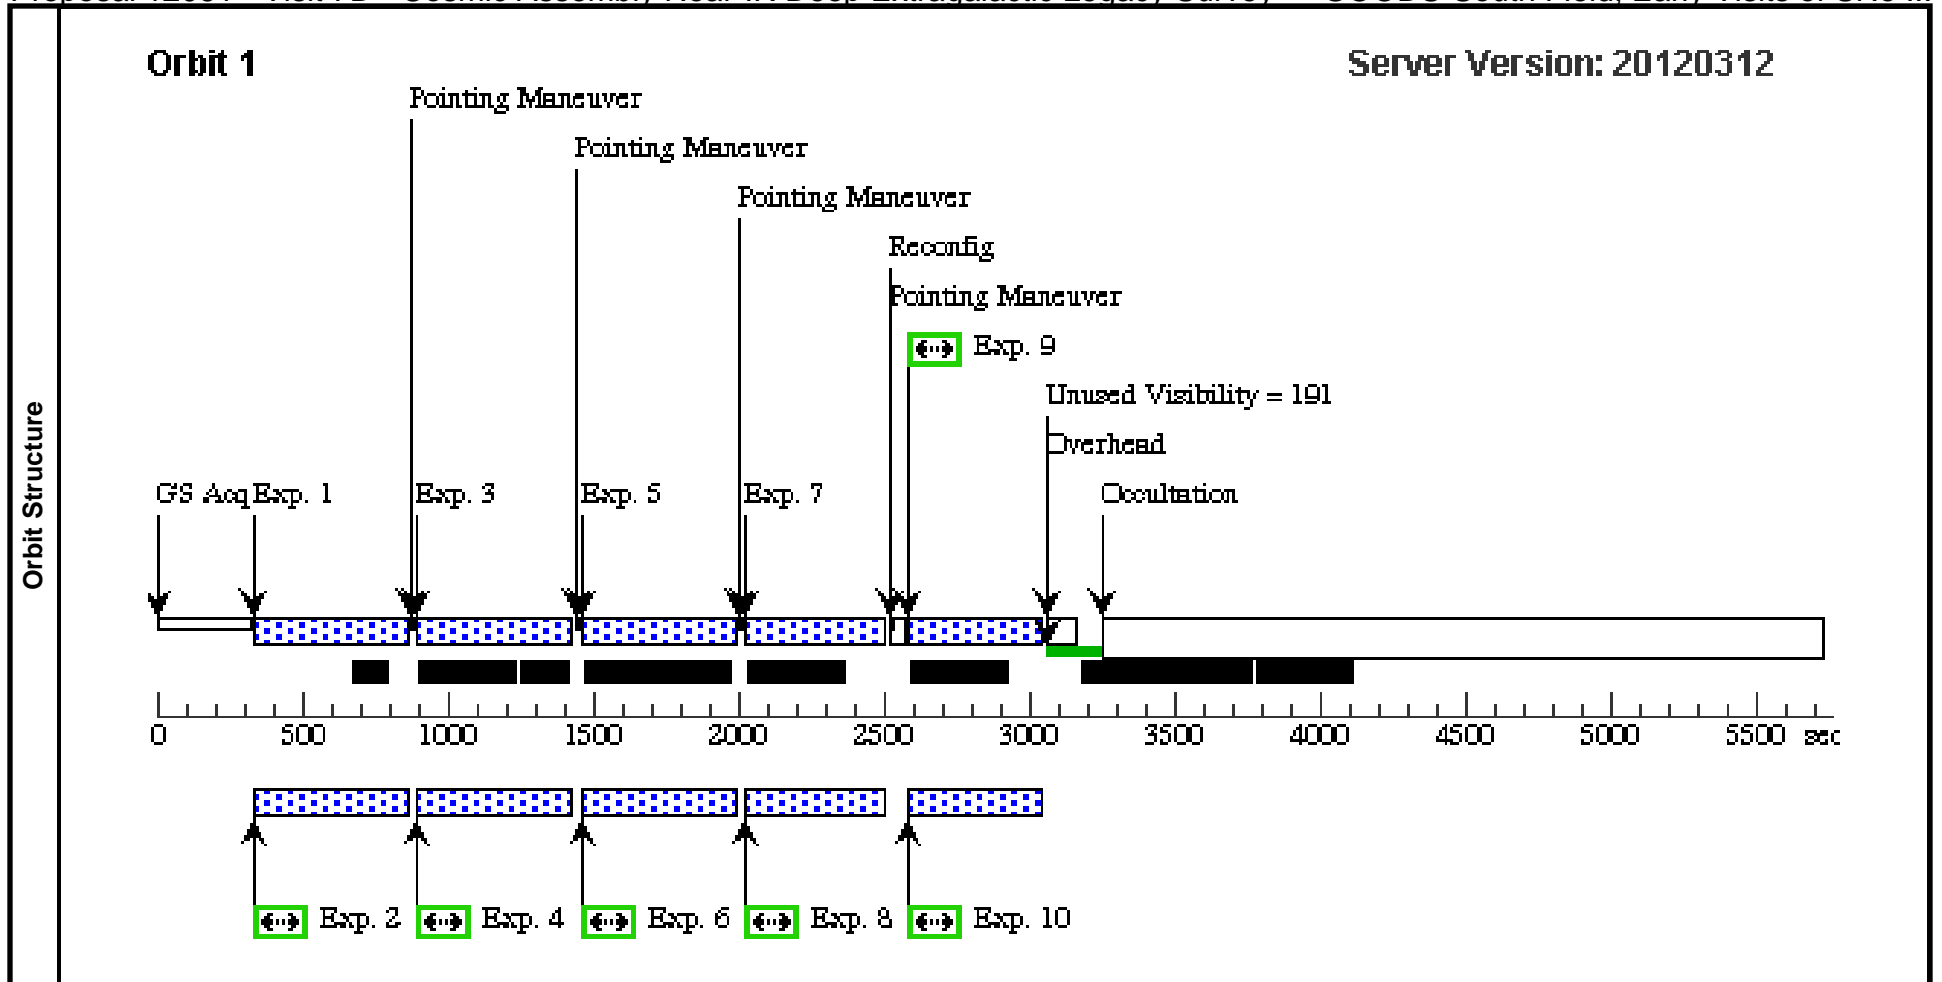 Orbit 1
Server Version: 20120312
Pointing Maneuver
Pointing Maneuver
Pointing Maneuver
Reconfig
Pointing Maneuver
Exp. 9
Unused Visibility = 191
Overhead
GS Acq Exp. 1 Exp. 3 Exp. 5 Exp. 7 Occultation
Orbit Structure
0 500 1000 1500 2000 2500 3000 3500 4000 4500 5000 5500 sec
Exp. 2 Exp. 4 Exp. 6 Exp. 8 Exp. 10